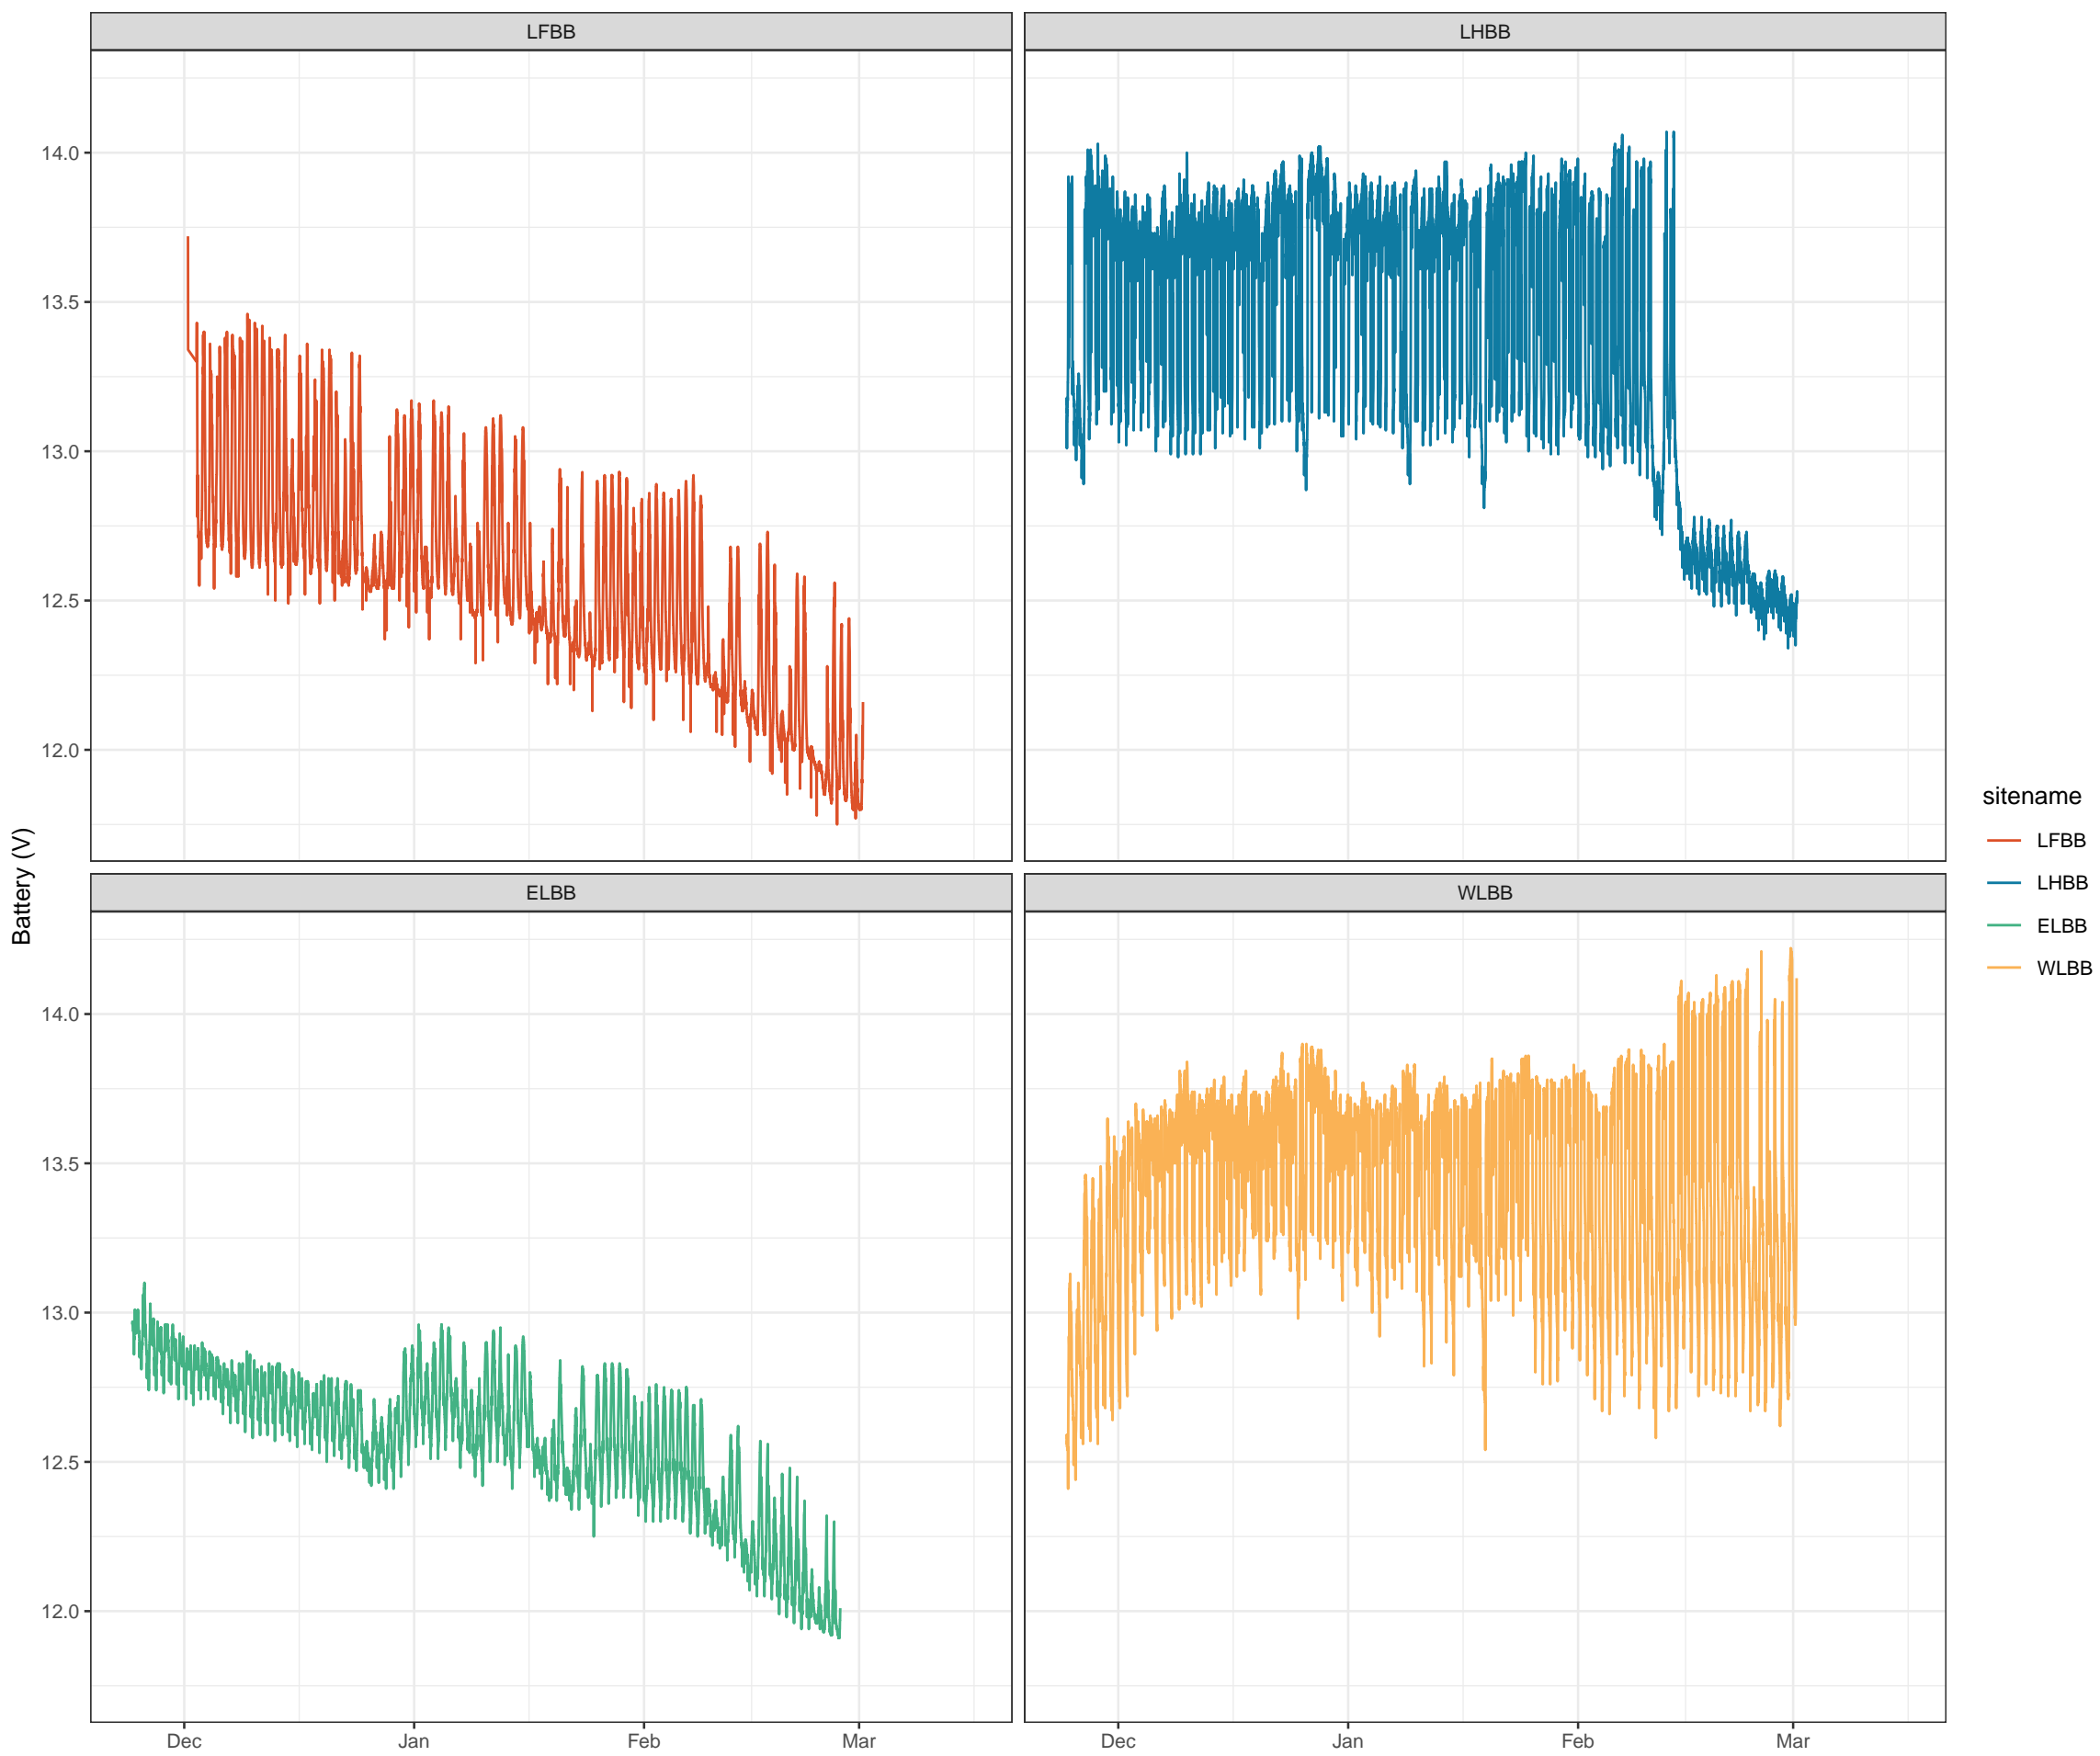 LFBB
LHBB
14.0
13.5
13.0
12.5
12.0
Battery (V)
ELBB
WLBB
14.0
13.5
13.0
12.5
12.0
Dec
Jan
Feb
Mar
Dec
Jan
Feb
Mar
sitename
LFBB
LHBB
ELBB
WLBB